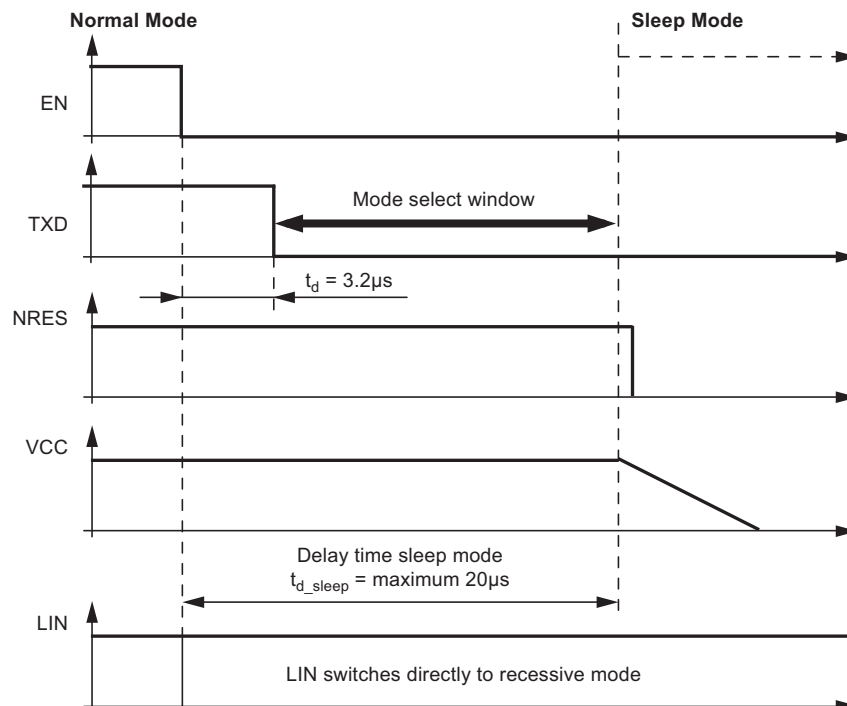 Normal Mode
Sleep Mode
EN
TXD
Mode select window
t_d = 3.2µs
NRES
VCC
Delay time sleep mode
t_d_sleep = maximum 20µs
LIN
LIN switches directly to recessive mode